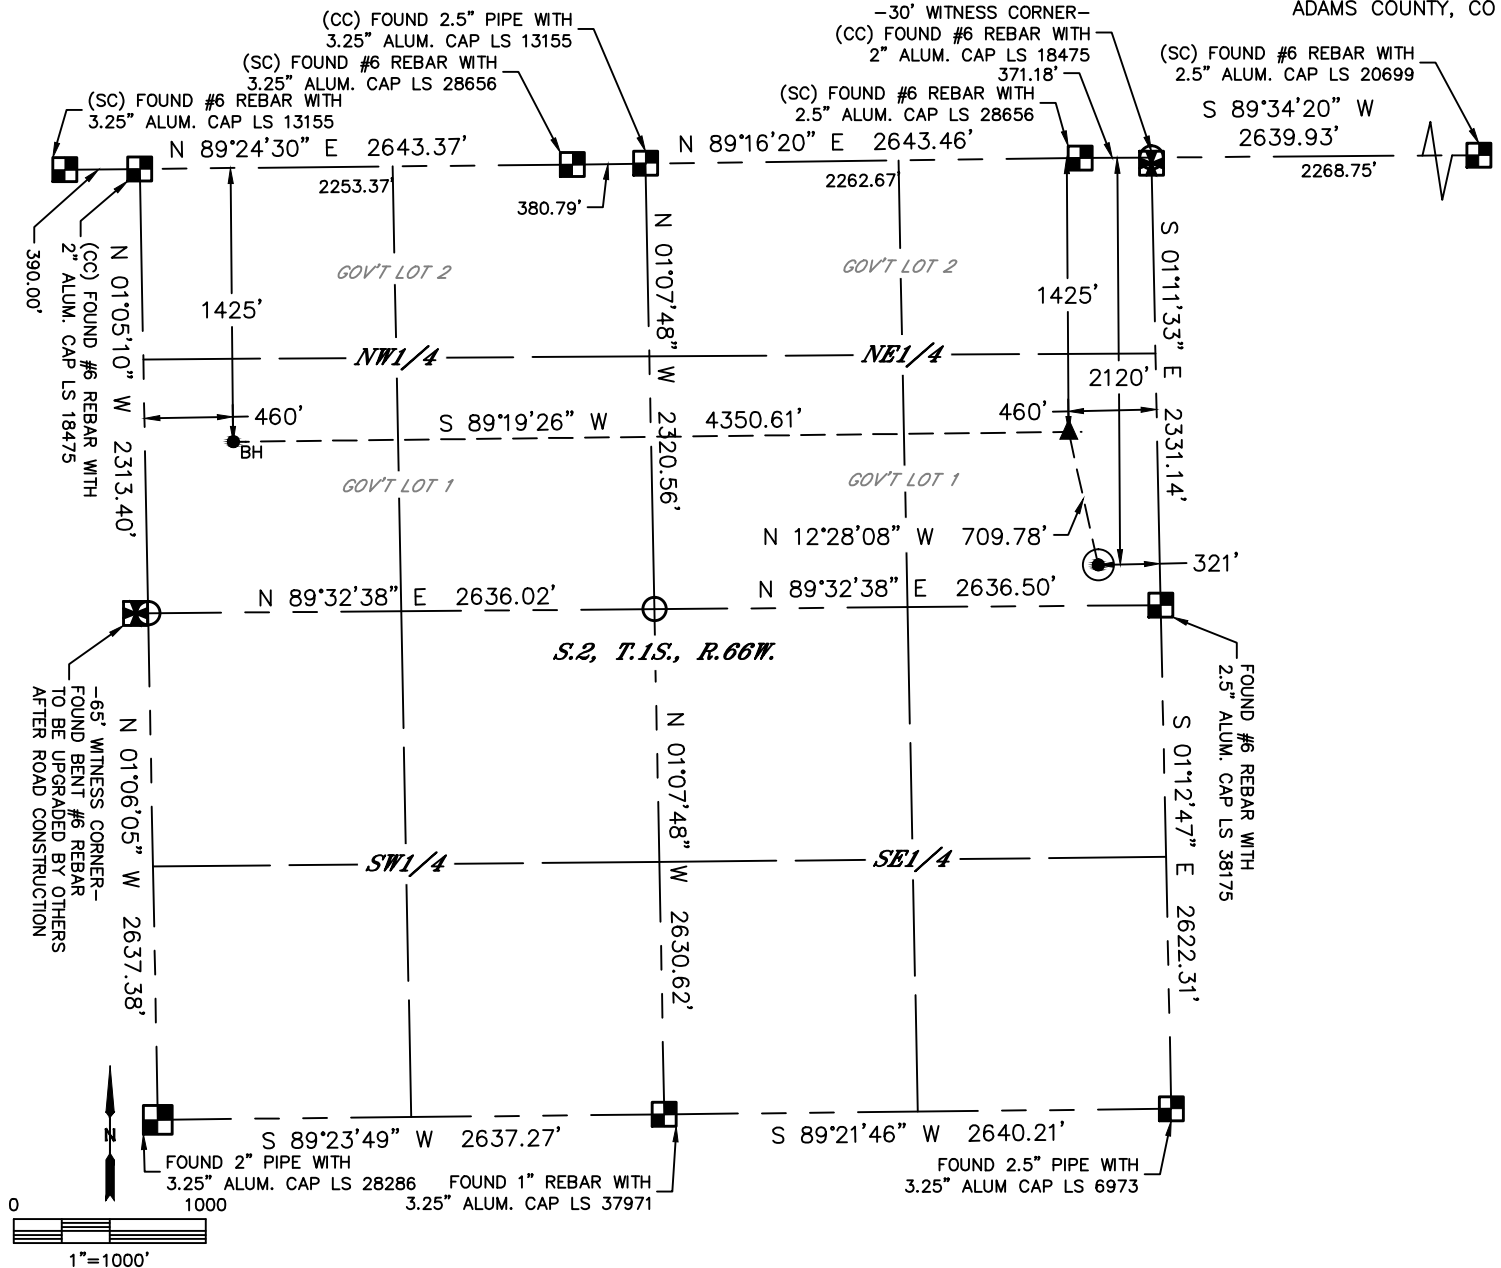 ADAMS COUNTY, CO
(CC) FOUND 2.5" PIPE WITH
3.25" ALUM. CAP LS 13155
(SC) FOUND #6 REBAR WITH
3.25" ALUM. CAP LS 28656
(SC) FOUND #6 REBAR WITH
3.25" ALUM. CAP LS 13155
-30' WITNESS CORNER-
(CC) FOUND #6 REBAR WITH
2" ALUM. CAP LS 18475
371.18'
(SC) FOUND #6 REBAR WITH
2.5" ALUM. CAP LS 28656
(SC) FOUND #6 REBAR WITH
2.5" ALUM. CAP LS 20699
S 89°34'20" W
2639.93'
2268.75'
N 89°24'30" E 2643.37'
N 89°16'20" E 2643.46'
2253.37'
380.79'
2262.67'
390.00'
(CC) FOUND #6 REBAR WITH
2" ALUM. CAP LS 18475
N 01°05'10" W 2313.40'
N 01°07'48" W 2320.56'
S 01°11'33" E 2331.14'
GOV'T LOT 2
GOV'T LOT 2
1425'
1425'
NW1/4
NE1/4
2120'
460'
460'
S 89°19'26" W 4350.61'
BH
GOV'T LOT 1
GOV'T LOT 1
N 12°28'08" W 709.78'
321'
N 89°32'38" E 2636.02'
N 89°32'38" E 2636.50'
S.2, T.1S., R.66W.
-65' WITNESS CORNER-
FOUND BENT #6 REBAR
TO BE UPGRADED BY OTHERS
AFTER ROAD CONSTRUCTION
FOUND #6 REBAR WITH
2.5" ALUM. CAP LS 38175
N 01°06'05" W 2637.38'
N 01°07'48" W 2630.62'
S 01°12'47" E 2622.31'
SW1/4
SE1/4
S 89°23'49" W 2637.27'
S 89°21'46" W 2640.21'
FOUND 2" PIPE WITH
3.25" ALUM. CAP LS 28286
FOUND 1" REBAR WITH
3.25" ALUM. CAP LS 37971
FOUND 2.5" PIPE WITH
3.25" ALUM CAP LS 6973
N
0 1000
1"=1000'